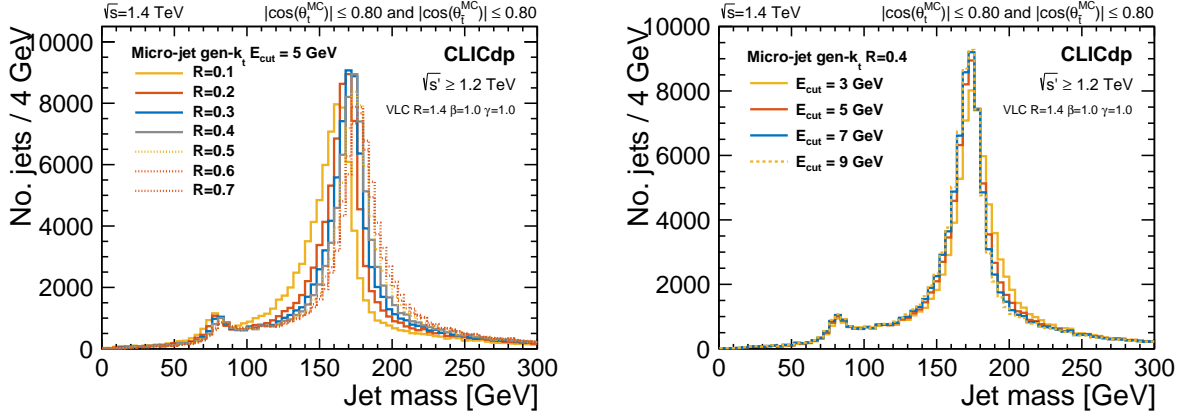 √s=1.4 TeV |cos(θ_t^MC)| ≤ 0.80 and |cos(θ_t̄^MC)| ≤ 0.80
No. jets / 4 GeV
10000
8000
6000
4000
2000
0
Micro-jet gen-k_t E_cut = 5 GeV
R=0.1
R=0.2
R=0.3
R=0.4
R=0.5
R=0.6
R=0.7
CLICdp
√s' ≥ 1.2 TeV
VLC R=1.4 β=1.0 γ=1.0
0 50 100 150 200 250 300
Jet mass [GeV]
√s=1.4 TeV |cos(θ_t^MC)| ≤ 0.80 and |cos(θ_t̄^MC)| ≤ 0.80
No. jets / 4 GeV
10000
8000
6000
4000
2000
0
Micro-jet gen-k_t R=0.4
E_cut = 3 GeV
E_cut = 5 GeV
E_cut = 7 GeV
E_cut = 9 GeV
CLICdp
√s' ≥ 1.2 TeV
VLC R=1.4 β=1.0 γ=1.0
0 50 100 150 200 250 300
Jet mass [GeV]